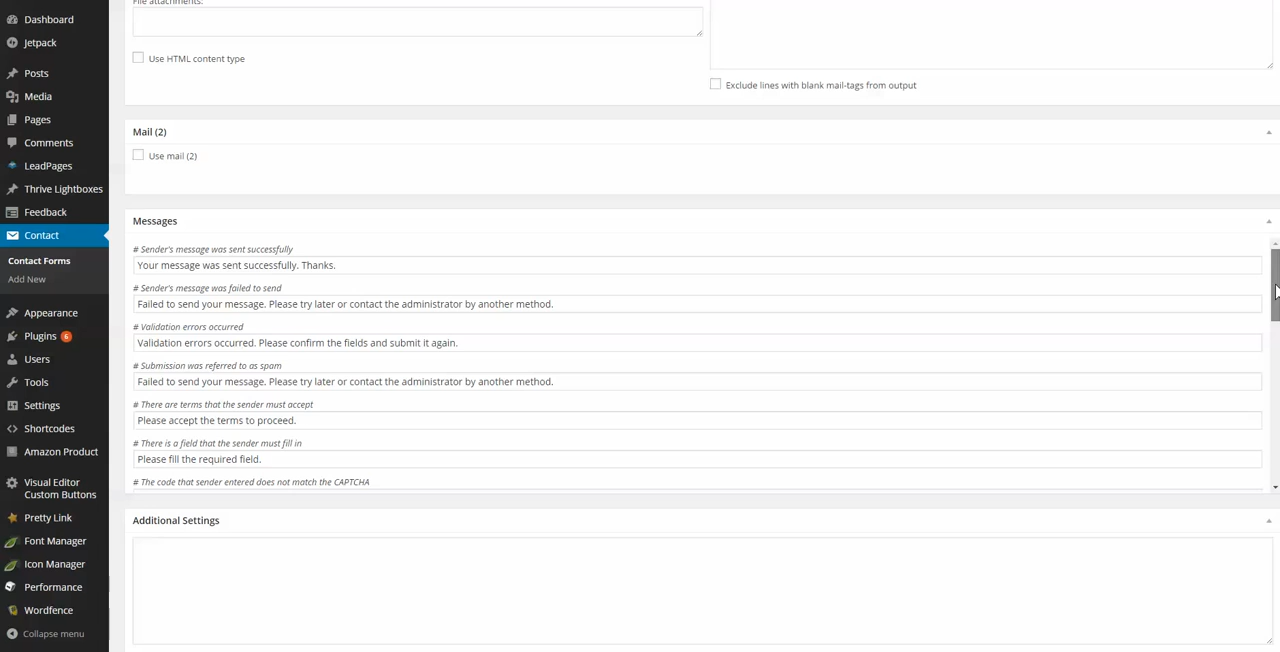 Dashboard
Jetpack
Posts
Media
Pages
Comments
LeadPages
Thrive Lightboxes
Feedback
Contact
Contact Forms
Add New
Appearance
Plugins 6
Users
Tools
Settings
Shortcodes
Amazon Product
Visual Editor
Custom Buttons
Pretty Link
Font Manager
Icon Manager
Performance
Wordfence
Collapse menu
File attachments:
Use HTML content type
Exclude lines with blank mail-tags from output
Mail (2)
Use mail (2)
Messages
# Sender's message was sent successfully
Your message was sent successfully. Thanks.
# Sender's message was failed to send
Failed to send your message. Please try later or contact the administrator by another method.
# Validation errors occurred
Validation errors occurred. Please confirm the fields and submit it again.
# Submission was referred to as spam
Failed to send your message. Please try later or contact the administrator by another method.
# There are terms that the sender must accept
Please accept the terms to proceed.
# There is a field that the sender must fill in
Please fill the required field.
# The code that sender entered does not match the CAPTCHA
Additional Settings